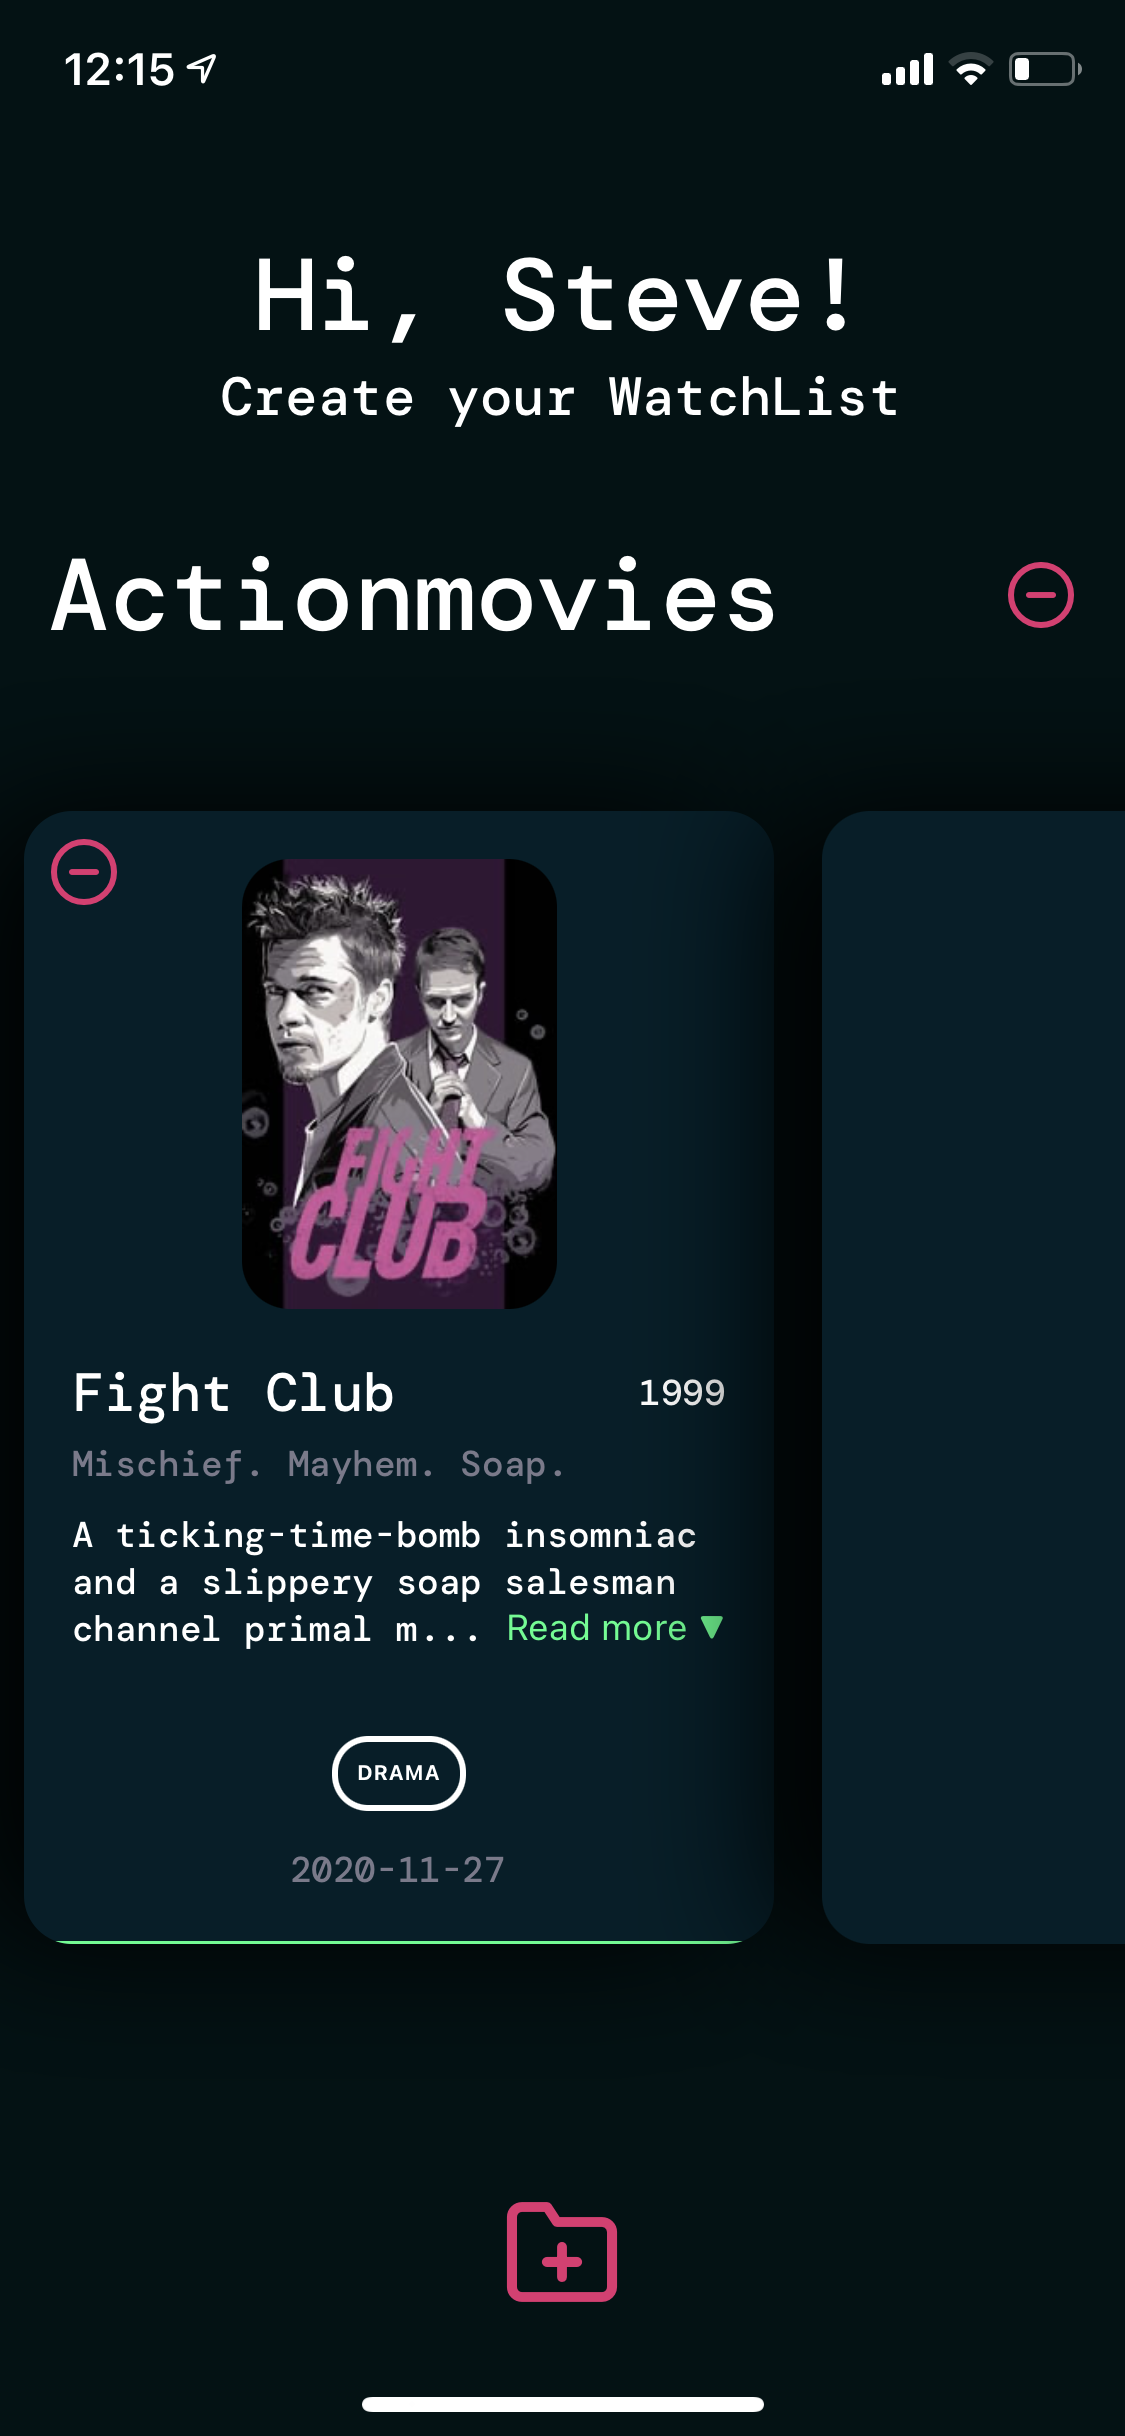 12:15
Hi, Steve!
Create your WatchList
Actionmovies
FIGHT
CLUB
Fight Club 1999
Mischief. Mayhem. Soap.
A ticking-time-bomb insomniac
and a slippery soap salesman
channel primal m... Read more ▼
DRAMA
2020-11-27